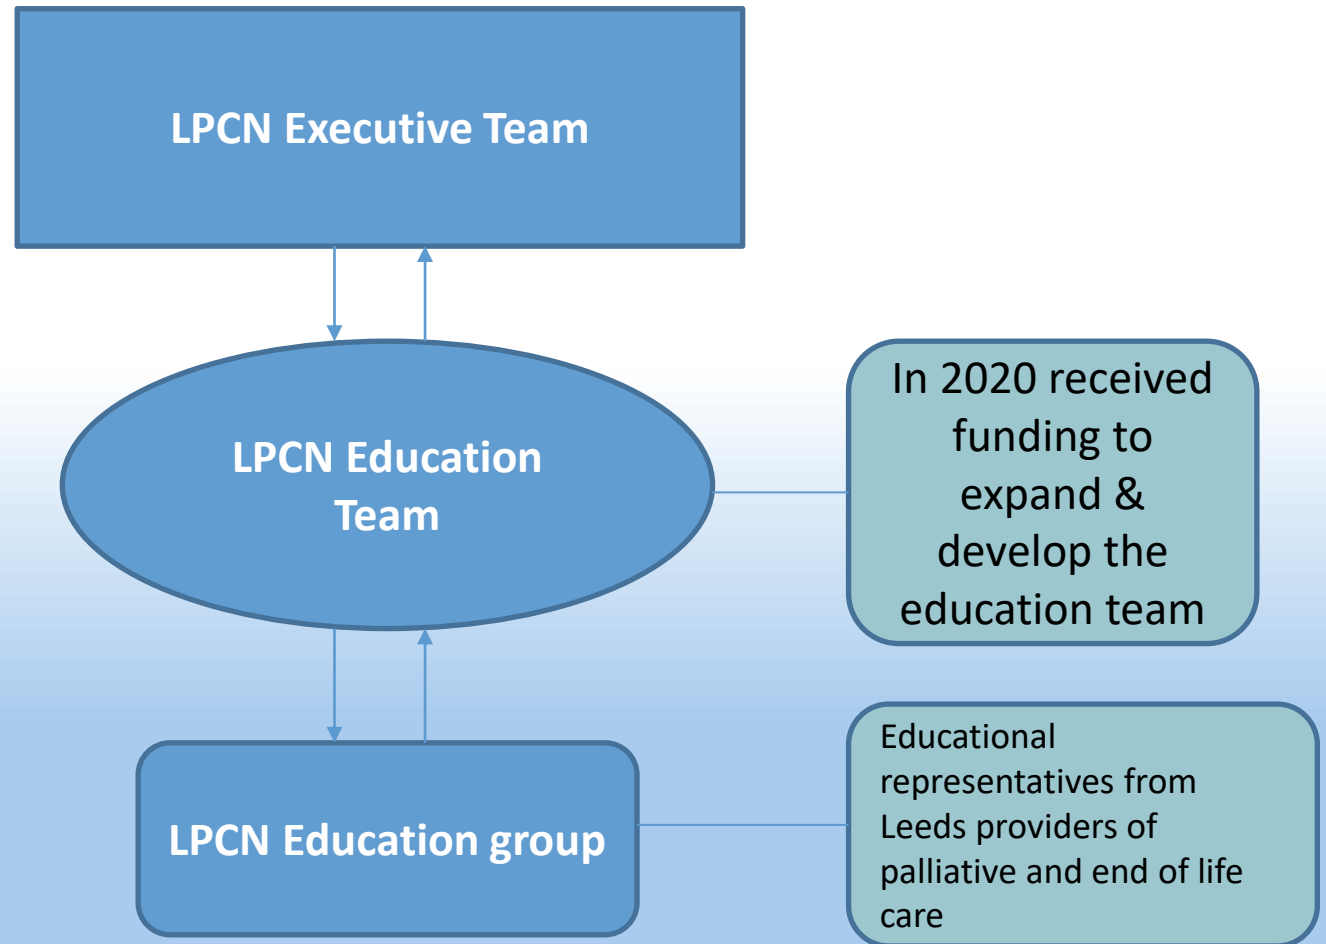 LPCN Executive Team
LPCN Education
Team
In 2020 received
funding to
expand &
develop the
education team
LPCN Education group
Educational
representatives from
Leeds providers of
palliative and end of life
care